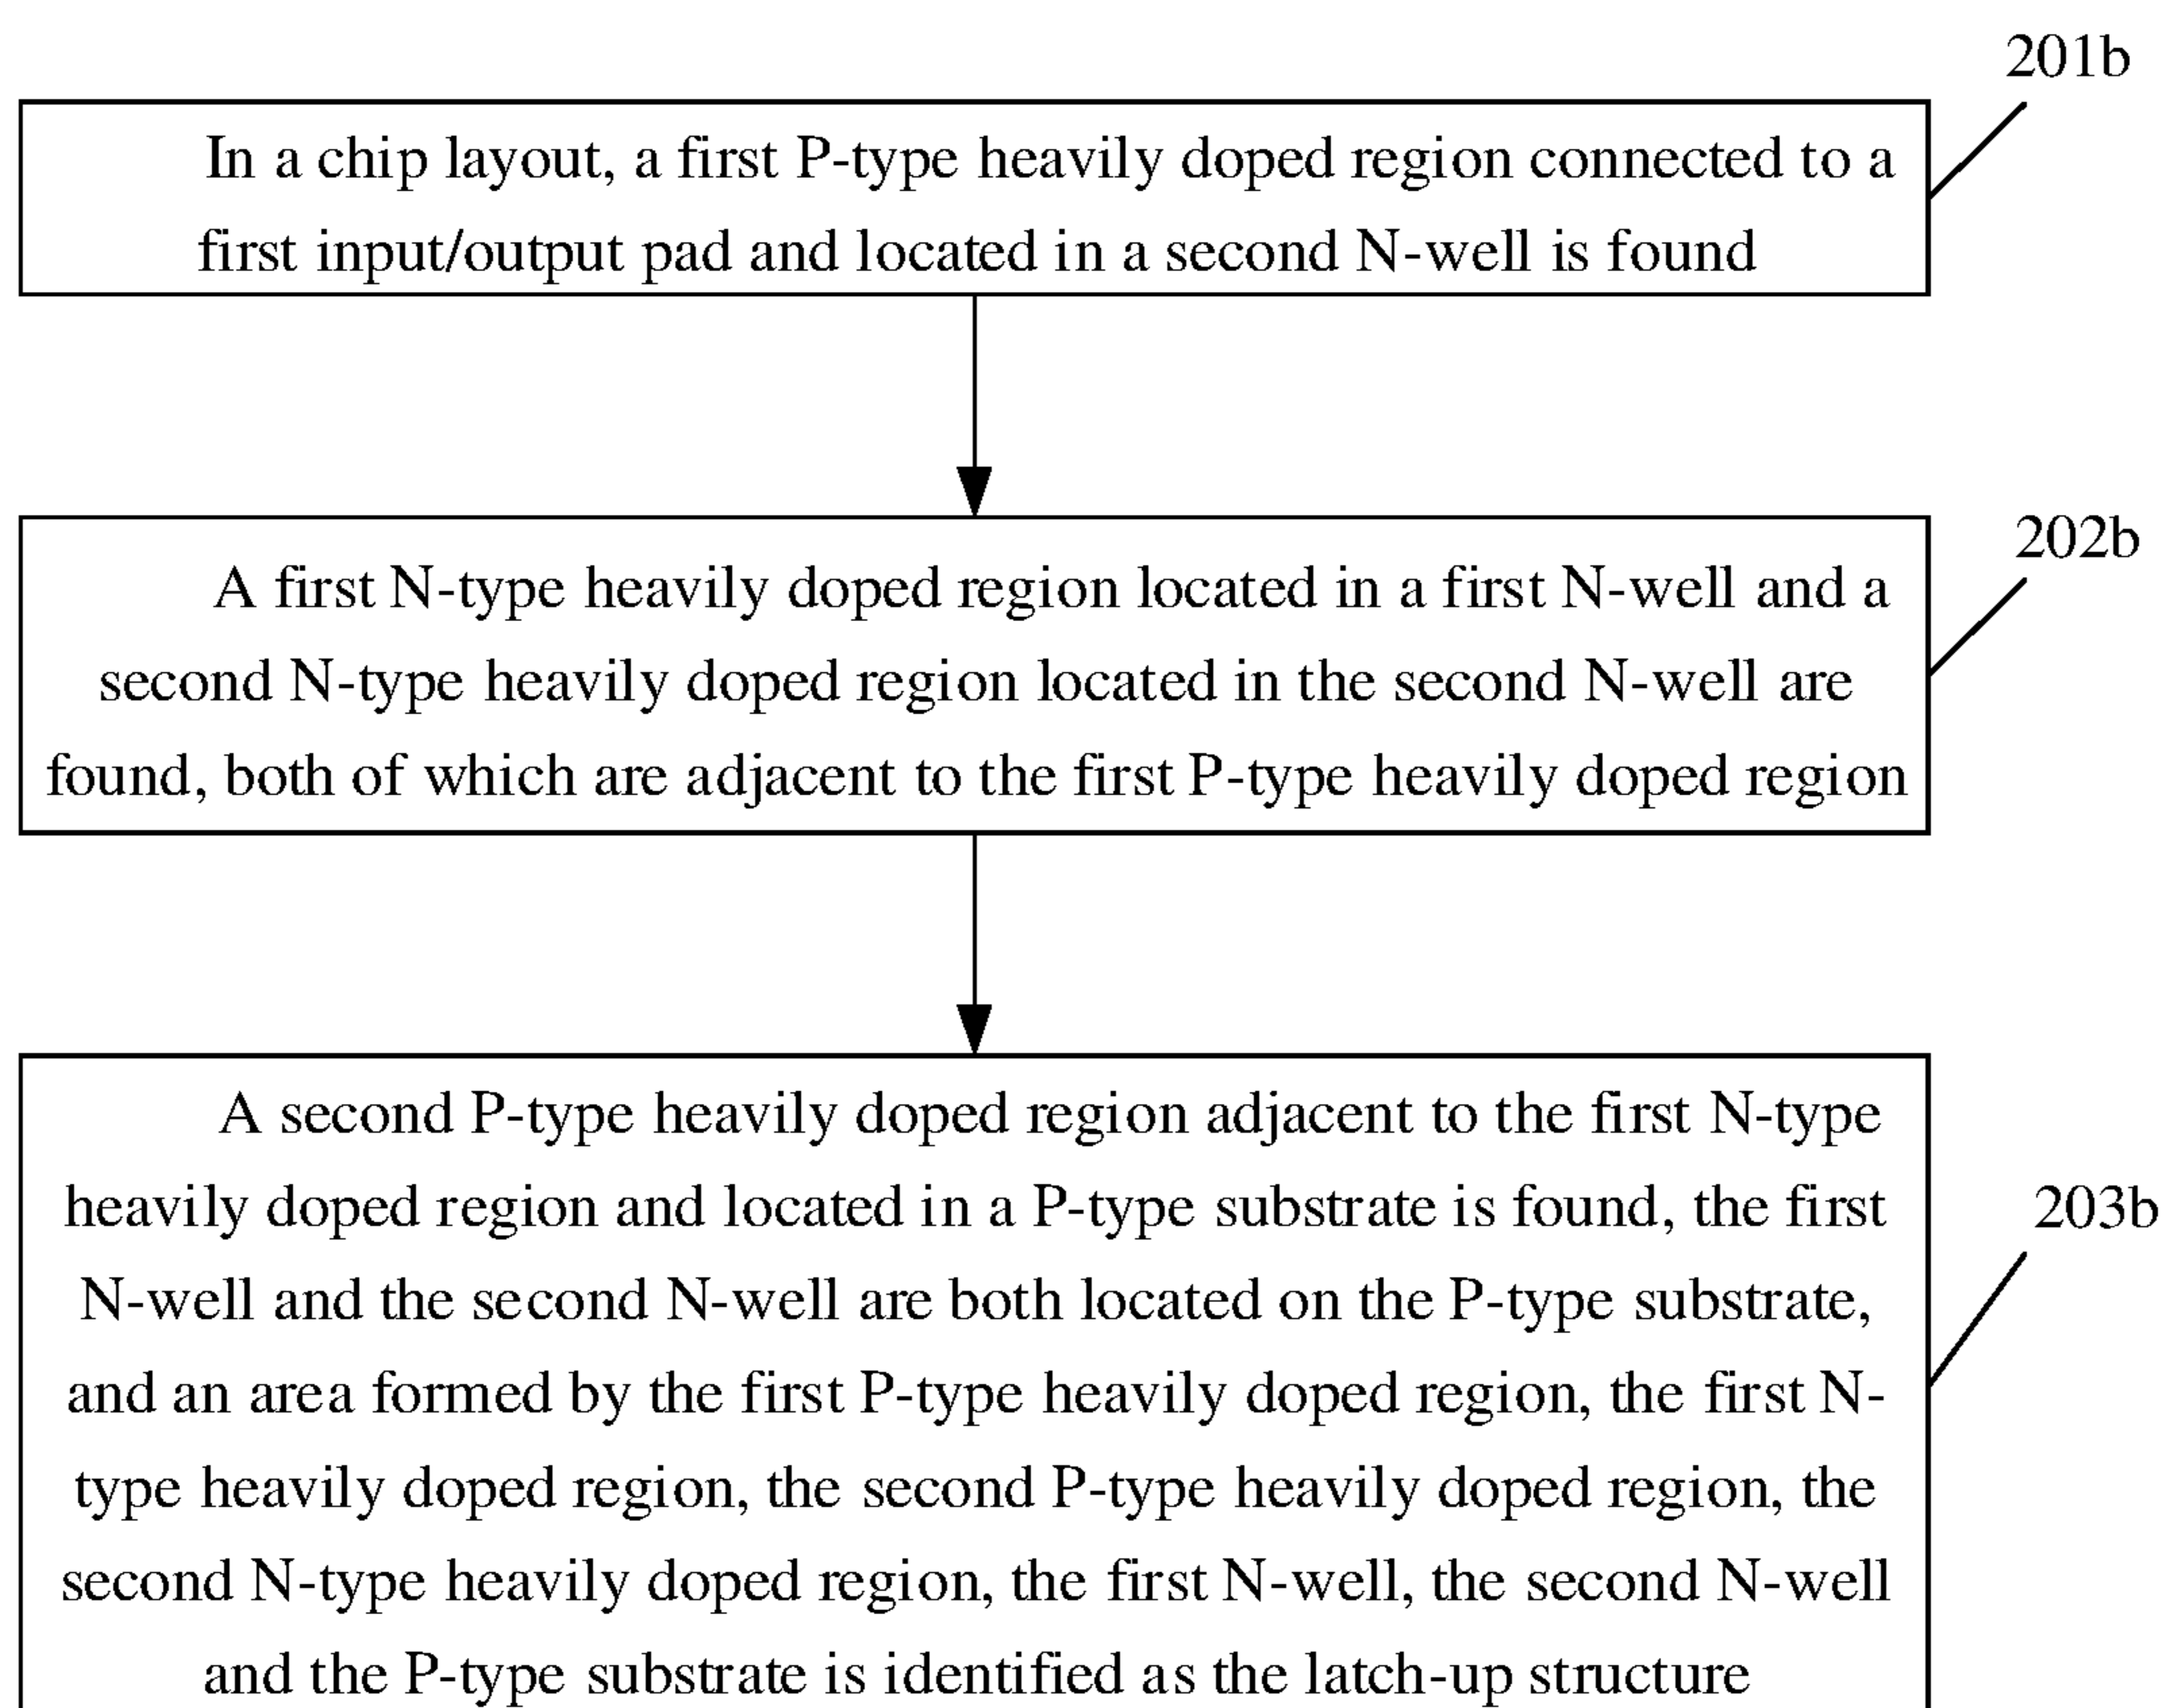 201b
In a chip layout, a first P-type heavily doped region connected to a
first input/output pad and located in a second N-well is found
202b
A first N-type heavily doped region located in a first N-well and a
second N-type heavily doped region located in the second N-well are
found, both of which are adjacent to the first P-type heavily doped region
203b
A second P-type heavily doped region adjacent to the first N-type
heavily doped region and located in a P-type substrate is found, the first
N-well and the second N-well are both located on the P-type substrate,
and an area formed by the first P-type heavily doped region, the first N-
type heavily doped region, the second P-type heavily doped region, the
second N-type heavily doped region, the first N-well, the second N-well
and the P-type substrate is identified as the latch-up structure